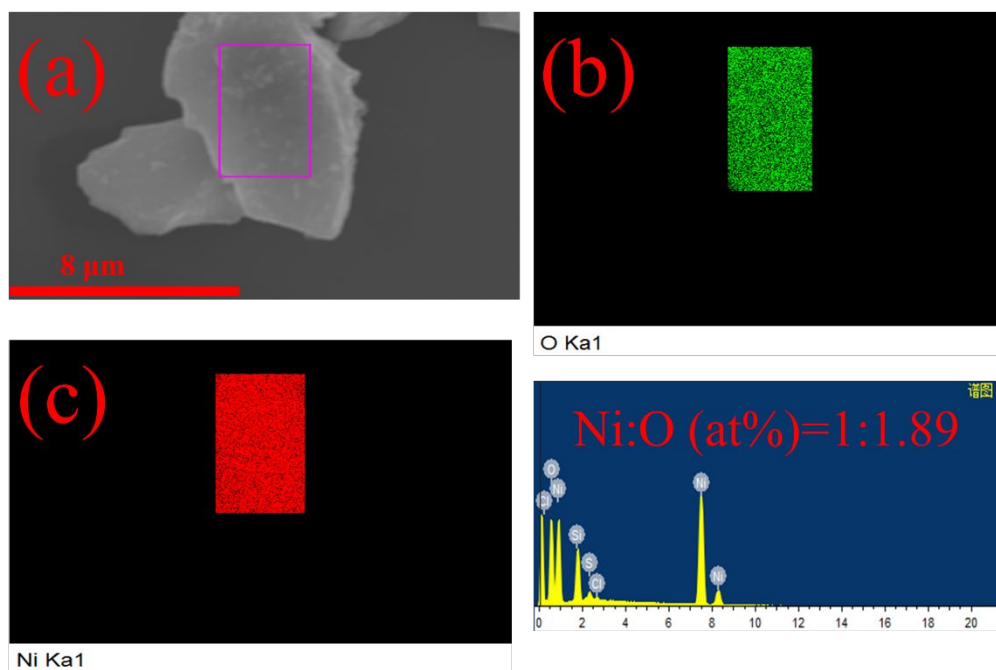 (a)
8 μm
(b)
O Ka1
(c)
Ni Ka1
谱图
Ni:O (at%)=1:1.89
O
Cl
Ni
Si
S
Cl
Ni
Ni
0 2 4 6 8 10 12 14 16 18 20